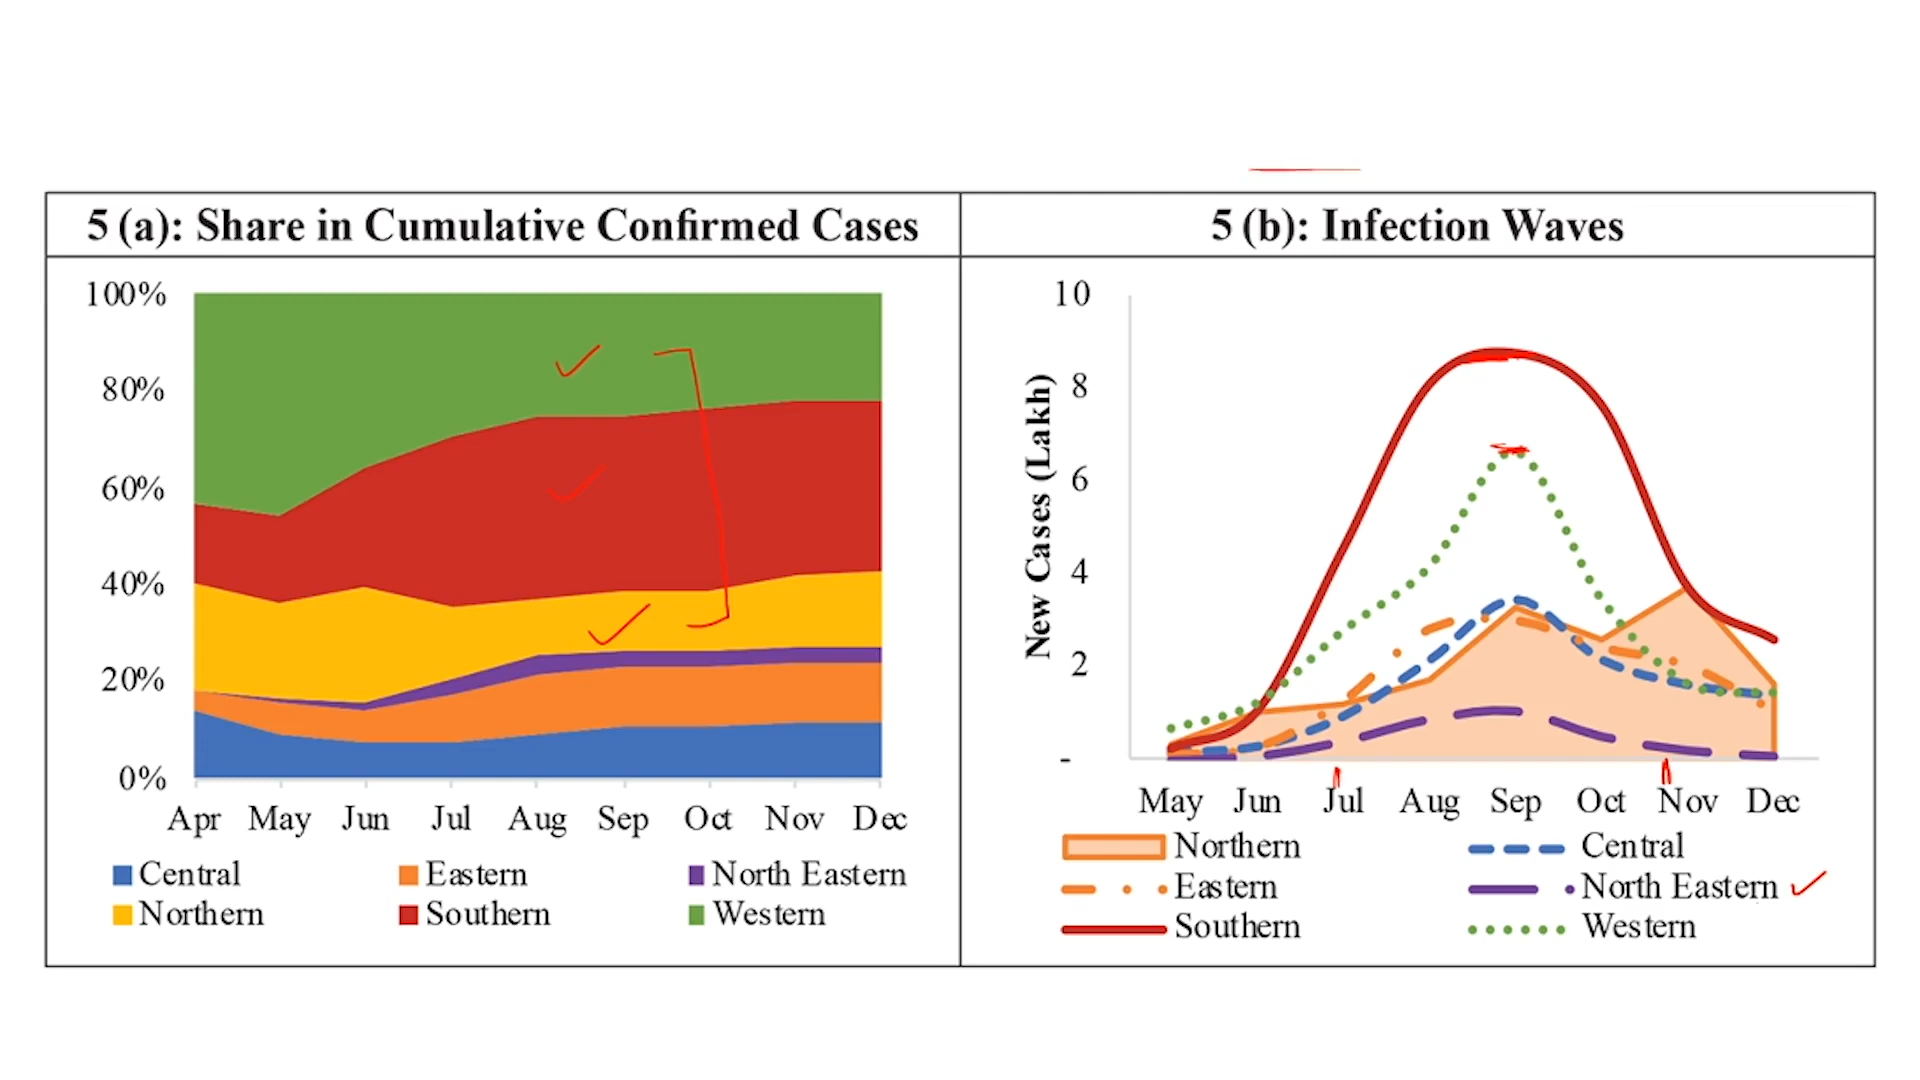 5 (a): Share in Cumulative Confirmed Cases
100%
80%
60%
40%
20%
0%
Apr May Jun Jul Aug Sep Oct Nov Dec
Central Eastern North Eastern
Northern Southern Western
5 (b): Infection Waves
New Cases (Lakh)
10
8
6
4
2
-
May Jun Jul Aug Sep Oct Nov Dec
Northern Central
Eastern North Eastern
Southern Western